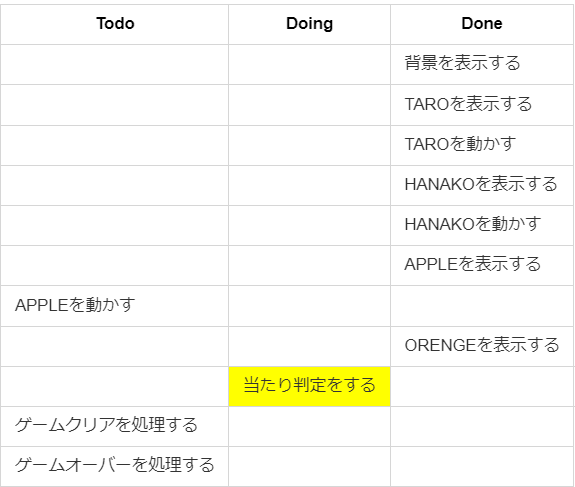 Todo Doing Done
背景を表示する
TAROを表示する
TAROを動かす
HANAKOを表示する
HANAKOを動かす
APPLEを表示する
APPLEを動かす
ORENGEを表示する
当たり判定をする
ゲームクリアを処理する
ゲームオーバーを処理する